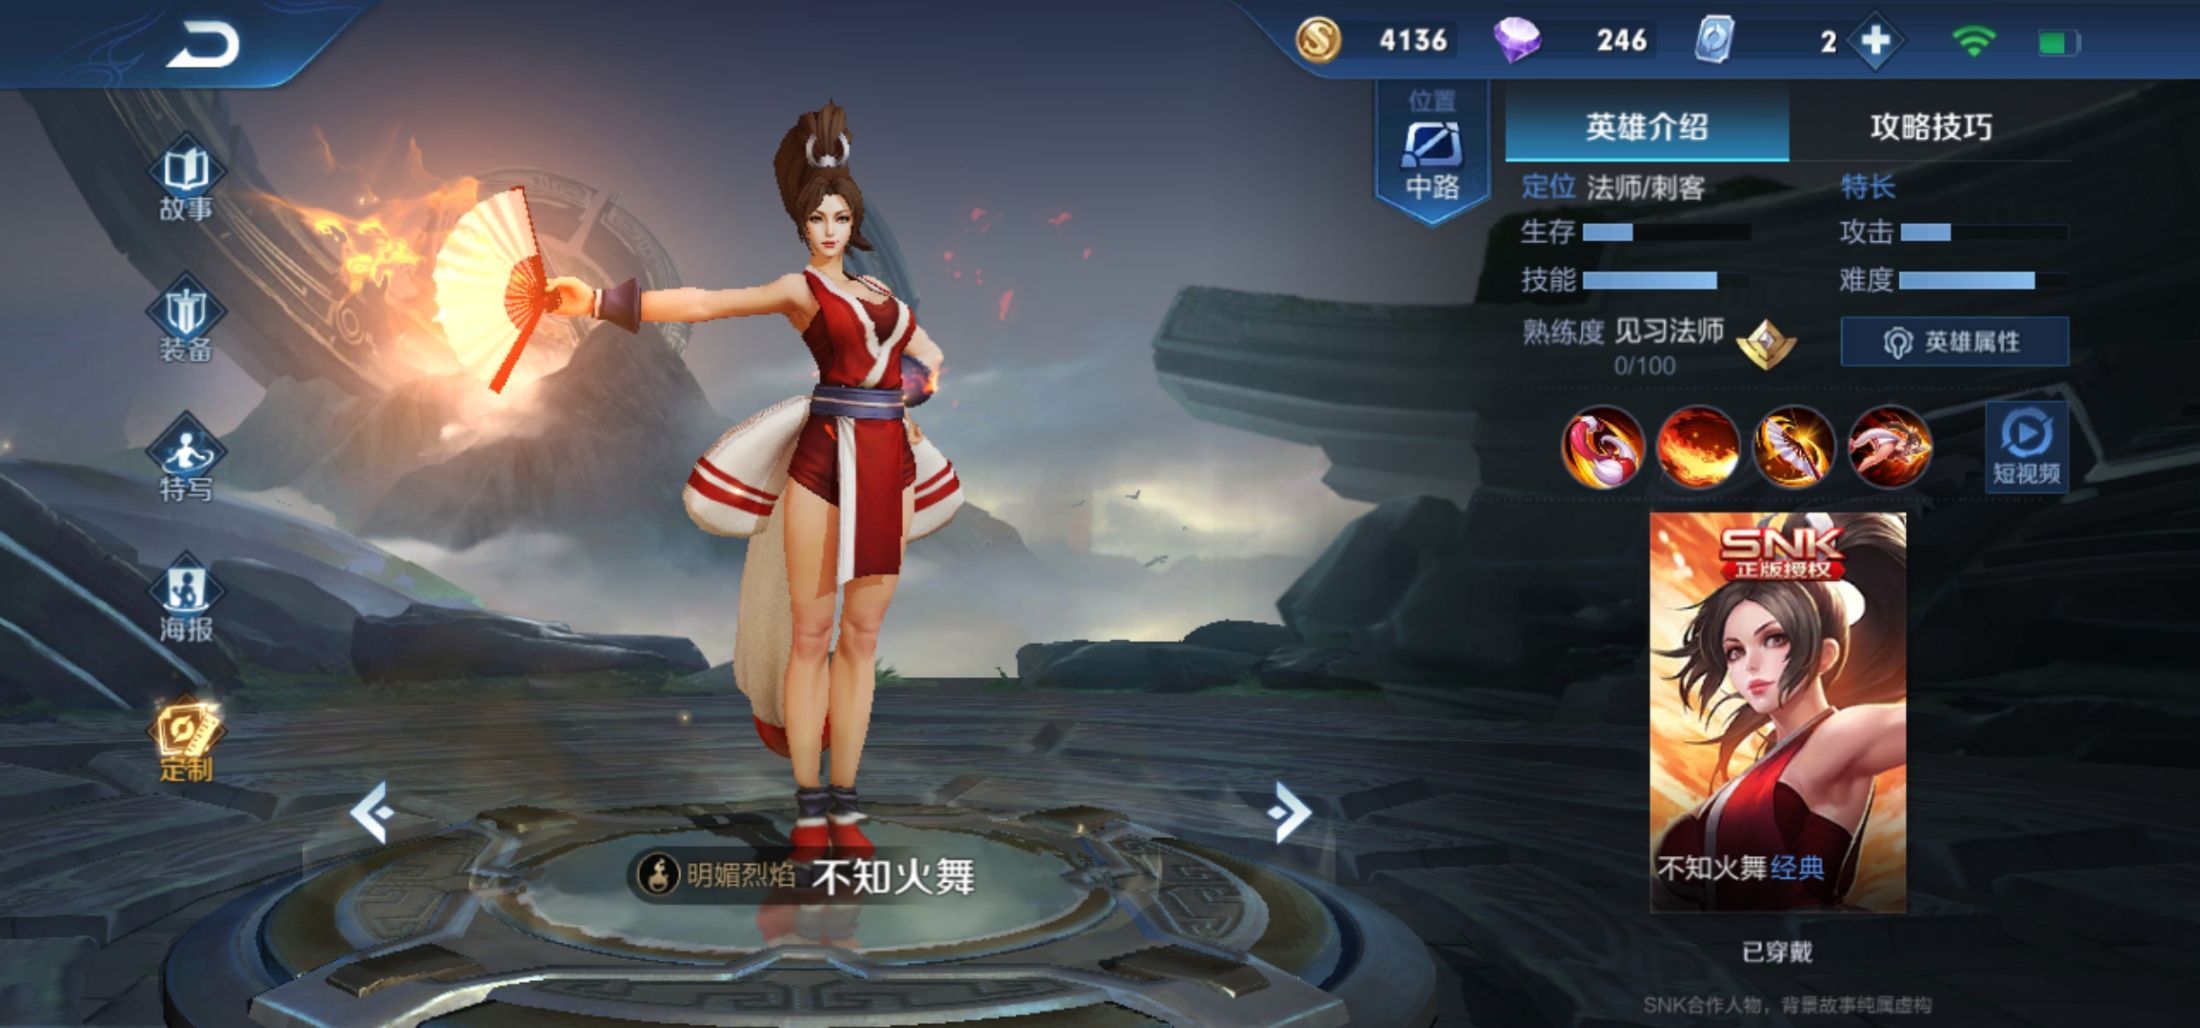 4136
246
2
位置
中路
英雄介绍
攻略技巧
定位 法师/刺客
特长
生存
攻击
技能
难度
熟练度 见习法师
0/100
英雄属性
短视频
故事
装备
特写
海报
定制
SNK
正版授权
不知火舞经典
明媚烈焰 不知火舞
已穿戴
SNK合作人物，背景故事纯属虚构